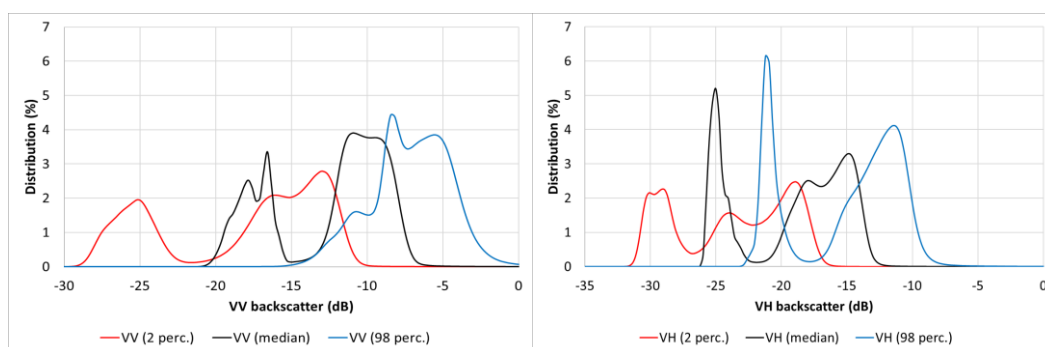 7
6
5
4
3
2
1
0
Distribution (%)
-30 -25 -20 -15 -10 -5 0
VV backscatter (dB)
VV (2 perc.) VV (median) VV (98 perc.)
7
6
5
4
3
2
1
0
Distribution (%)
-35 -30 -25 -20 -15 -10 -5 0
VH backscatter (dB)
VH (2 perc.) VH (median) VH (98 perc.)